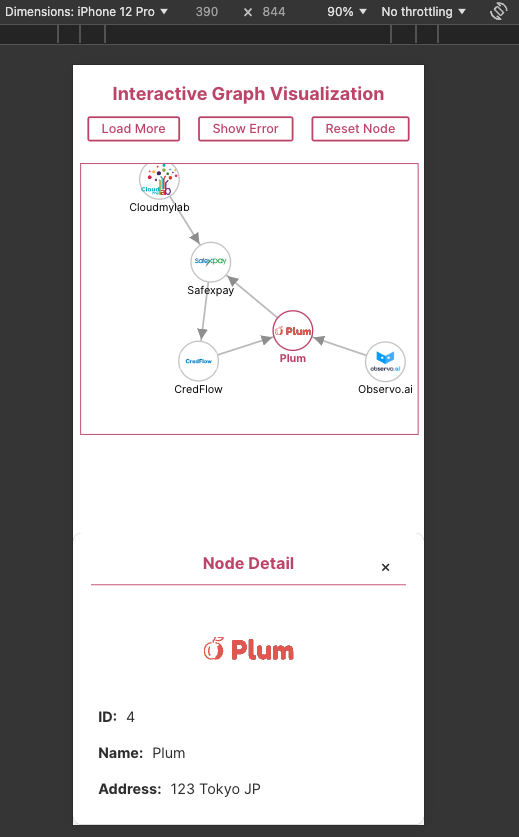 Dimensions: iPhone 12 Pro ▼ 390 × 844 90% ▼ No throttling ▼
Interactive Graph Visualization
Load More Show Error Reset Node
Cloudmylab
Safexpay
Safexpay
Plum
Plum
CredFlow
CredFlow
observo.ai
Observo.ai
Node Detail ×
Plum
ID: 4
Name: Plum
Address: 123 Tokyo JP